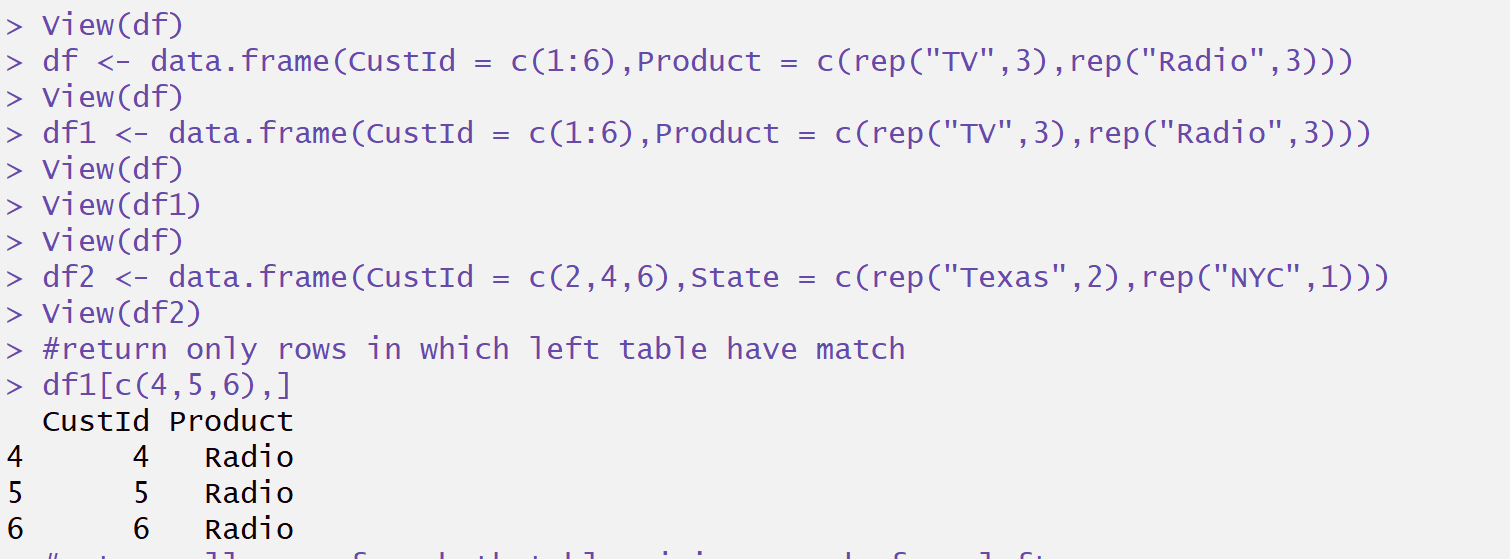 > View(df)
> df <- data.frame(CustId = c(1:6),Product = c(rep("TV",3),rep("Radio",3)))
> View(df)
> df1 <- data.frame(CustId = c(1:6),Product = c(rep("TV",3),rep("Radio",3)))
> View(df)
> View(df1)
> View(df)
> df2 <- data.frame(CustId = c(2,4,6),State = c(rep("Texas",2),rep("NYC",1)))
> View(df2)
> #return only rows in which left table have match
> df1[c(4,5,6),]
  CustId Product
4      4   Radio
5      5   Radio
6      6   Radio